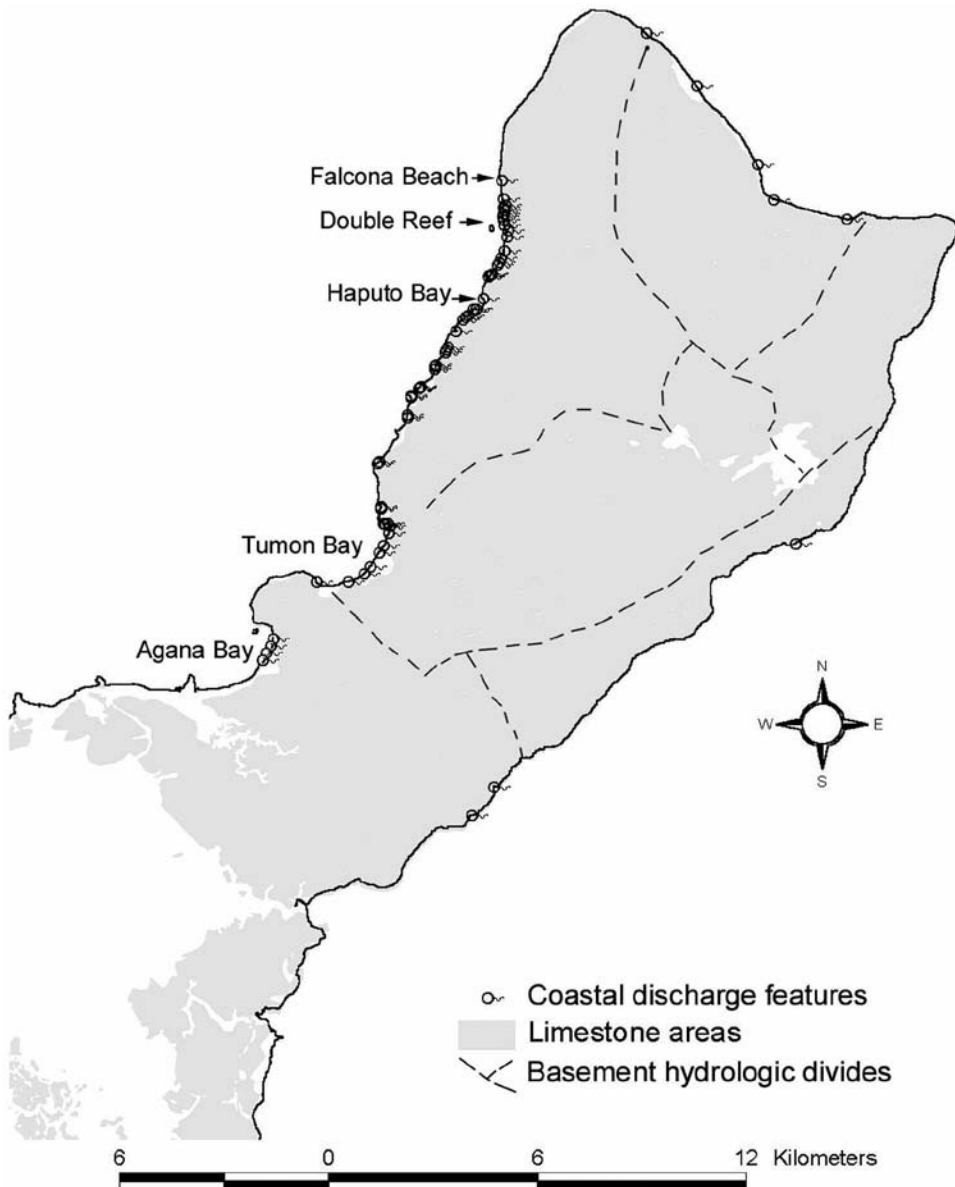 Falcona Beach
Double Reef
Haputo Bay
Tumon Bay
Agana Bay
N
W E
S
Coastal discharge features
Limestone areas
Basement hydrologic divides
6 0 6 12 Kilometers